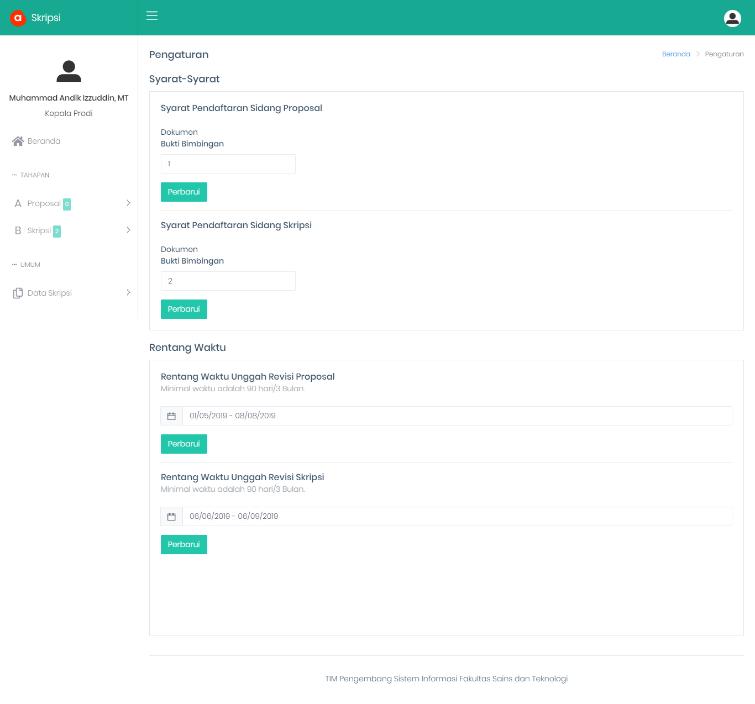 a Skripsi
Muhammad Andik Izzuddin, MT
Kepala Prodi
Beranda
TAHAPAN
A Proposal 0
B Skripsi 2
UMUM
Data Skripsi
Pengaturan
Beranda > Pengaturan
Syarat-Syarat
Syarat Pendaftaran Sidang Proposal
Dokumen
Bukti Bimbingan
1
Perbarui
Syarat Pendaftaran Sidang Skripsi
Dokumen
Bukti Bimbingan
2
Perbarui
Rentang Waktu
Rentang Waktu Unggah Revisi Proposal
Minimal waktu adalah 90 hari/3 Bulan.
01/05/2019 - 08/08/2019
Perbarui
Rentang Waktu Unggah Revisi Skripsi
Minimal waktu adalah 90 hari/3 Bulan.
06/06/2019 - 06/09/2019
Perbarui
TIM Pengembang Sistem Informasi Fakultas Sains dan Teknologi